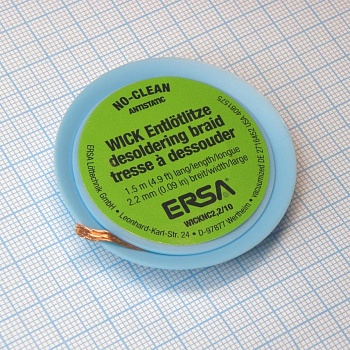 NO-CLEAN
ANTISTATIC
WICK Entlötlitze
desoldering braid
tresse à dessouder
1.5 m (4.9 ft) lang/length/longue
2.2 mm (0.09 in) breit/width/large
ERSA
WICKNC2.2/10
ERSA Löttechnik GmbH • Leonhard-Karl-Str. 24 • D-97877 Wertheim •